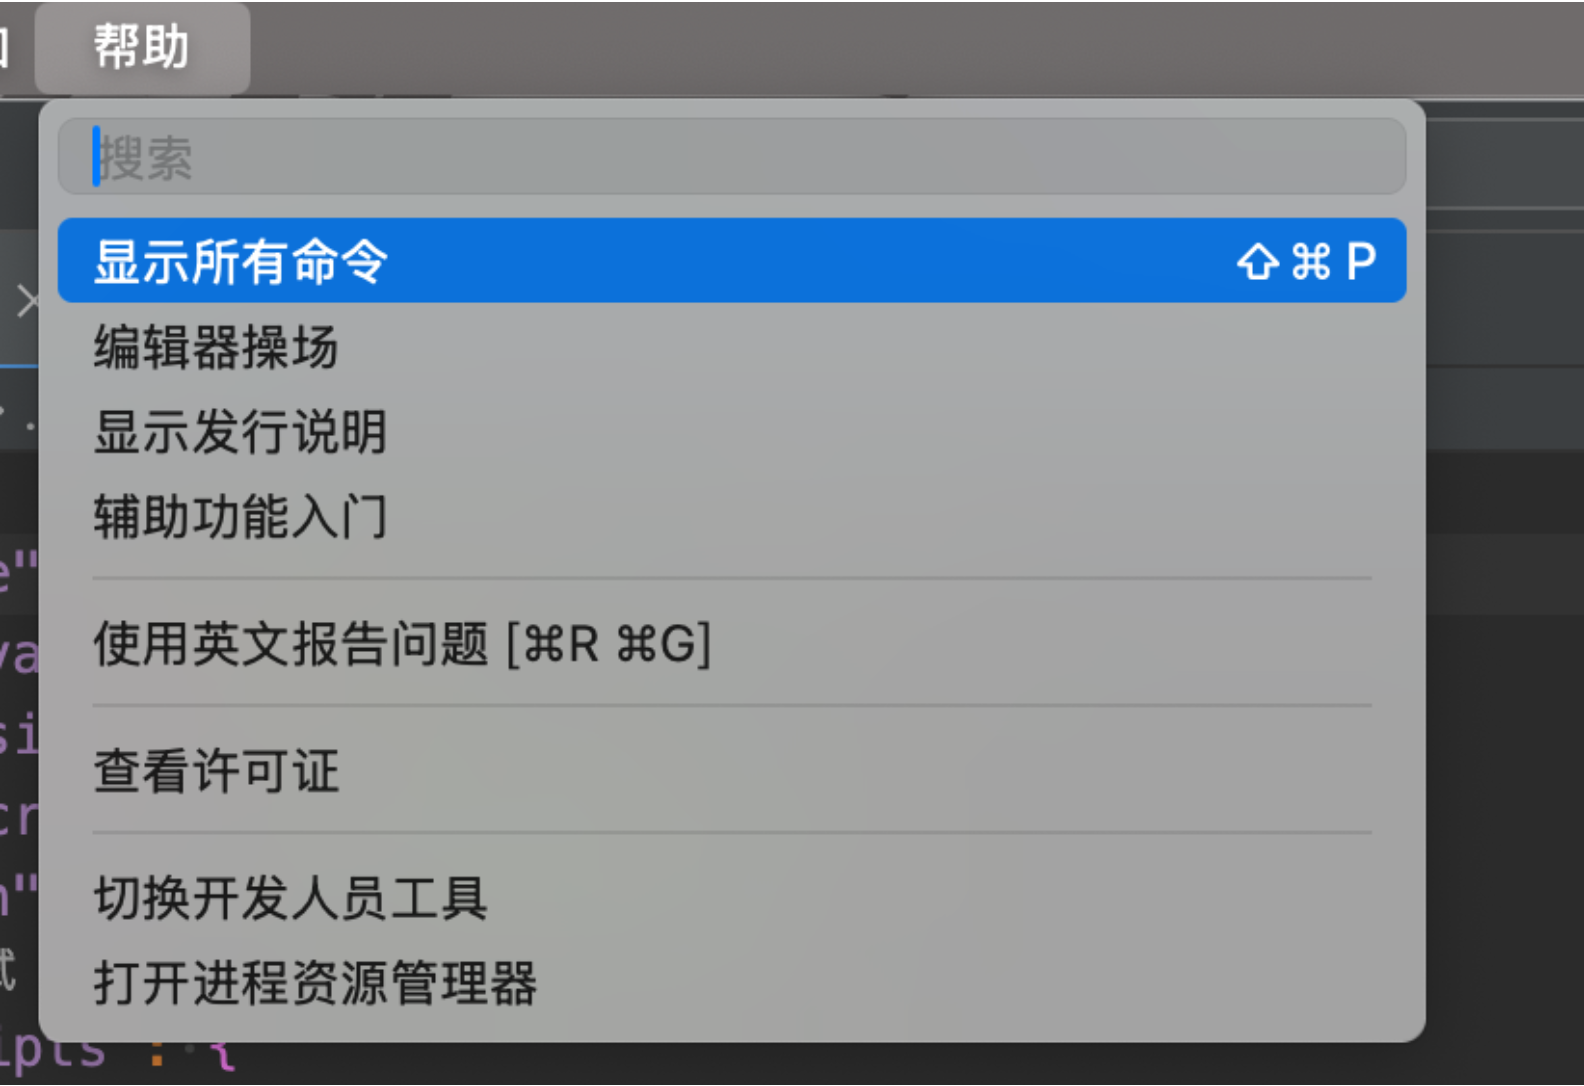 帮助
搜索
显示所有命令 ⇧⌘P
编辑器操场
显示发行说明
辅助功能入门
使用英文报告问题 [⌘R ⌘G]
查看许可证
切换开发人员工具
打开进程资源管理器
ipts : {